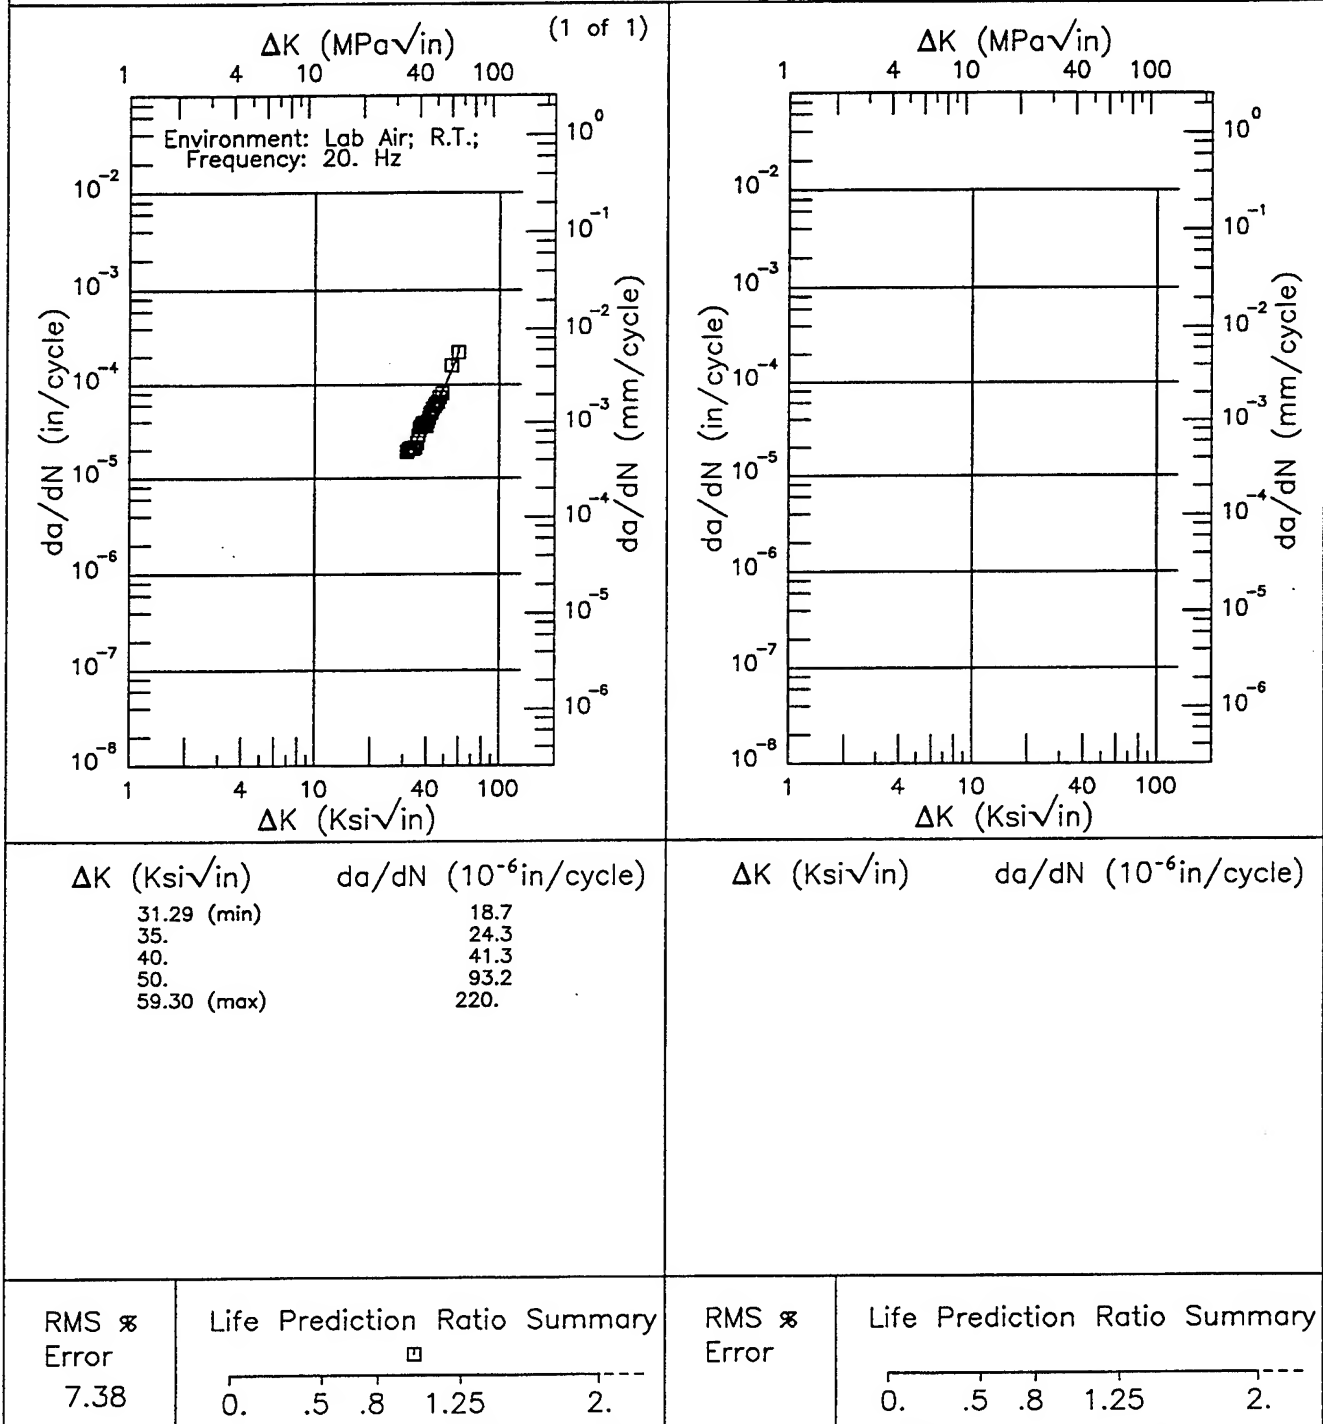 (1 of 1)
ΔK (MPa√in)
1 4 10 40 100
Environment: Lab Air; R.T.;
Frequency: 20. Hz
da/dN (in/cycle)
10⁻²
10⁻³
10⁻⁴
10⁻⁵
10⁻⁶
10⁻⁷
10⁻⁸
10⁰
10⁻¹
10⁻²
10⁻³
10⁻⁴
10⁻⁵
10⁻⁶
da/dN (mm/cycle)
1 4 10 40 100
ΔK (Ksi√in)
ΔK (MPa√in)
1 4 10 40 100
da/dN (in/cycle)
10⁻²
10⁻³
10⁻⁴
10⁻⁵
10⁻⁶
10⁻⁷
10⁻⁸
10⁰
10⁻¹
10⁻²
10⁻³
10⁻⁴
10⁻⁵
10⁻⁶
da/dN (mm/cycle)
1 4 10 40 100
ΔK (Ksi√in)
ΔK (Ksi√in) da/dN (10⁻⁶in/cycle)
31.29 (min) 18.7
35. 24.3
40. 41.3
50. 93.2
59.30 (max) 220.
ΔK (Ksi√in) da/dN (10⁻⁶in/cycle)
RMS %
Error
7.38
Life Prediction Ratio Summary
0. .5 .8 1.25 2.
RMS %
Error
Life Prediction Ratio Summary
0. .5 .8 1.25 2.